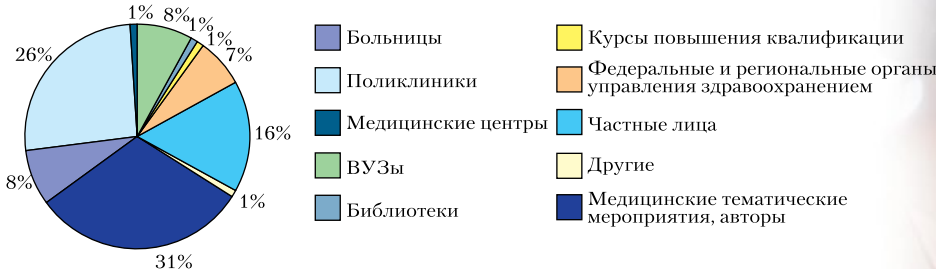 1%
8%
1%
1%
7%
26%
16%
8%
1%
31%
Больницы
Поликлиники
Медицинские центры
ВУЗы
Библиотеки
Курсы повышения квалификации
Федеральные и региональные органы
управления здравоохранением
Частные лица
Другие
Медицинские тематические
мероприятия, авторы